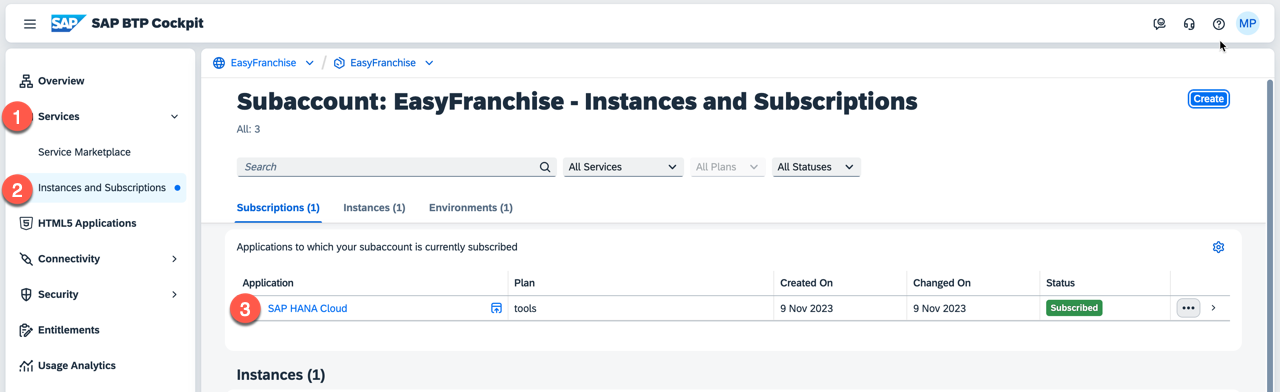 SAP SAP BTP Cockpit
MP
EasyFranchise / EasyFranchise
Overview
1 Services
Service Marketplace
2 Instances and Subscriptions
HTML5 Applications
Connectivity
Security
Entitlements
Usage Analytics
Subaccount: EasyFranchise - Instances and Subscriptions
Create
All: 3
Search All Services All Plans All Statuses
Subscriptions (1) Instances (1) Environments (1)
Applications to which your subaccount is currently subscribed
Application Plan Created On Changed On Status
3 SAP HANA Cloud tools 9 Nov 2023 9 Nov 2023 Subscribed
Instances (1)